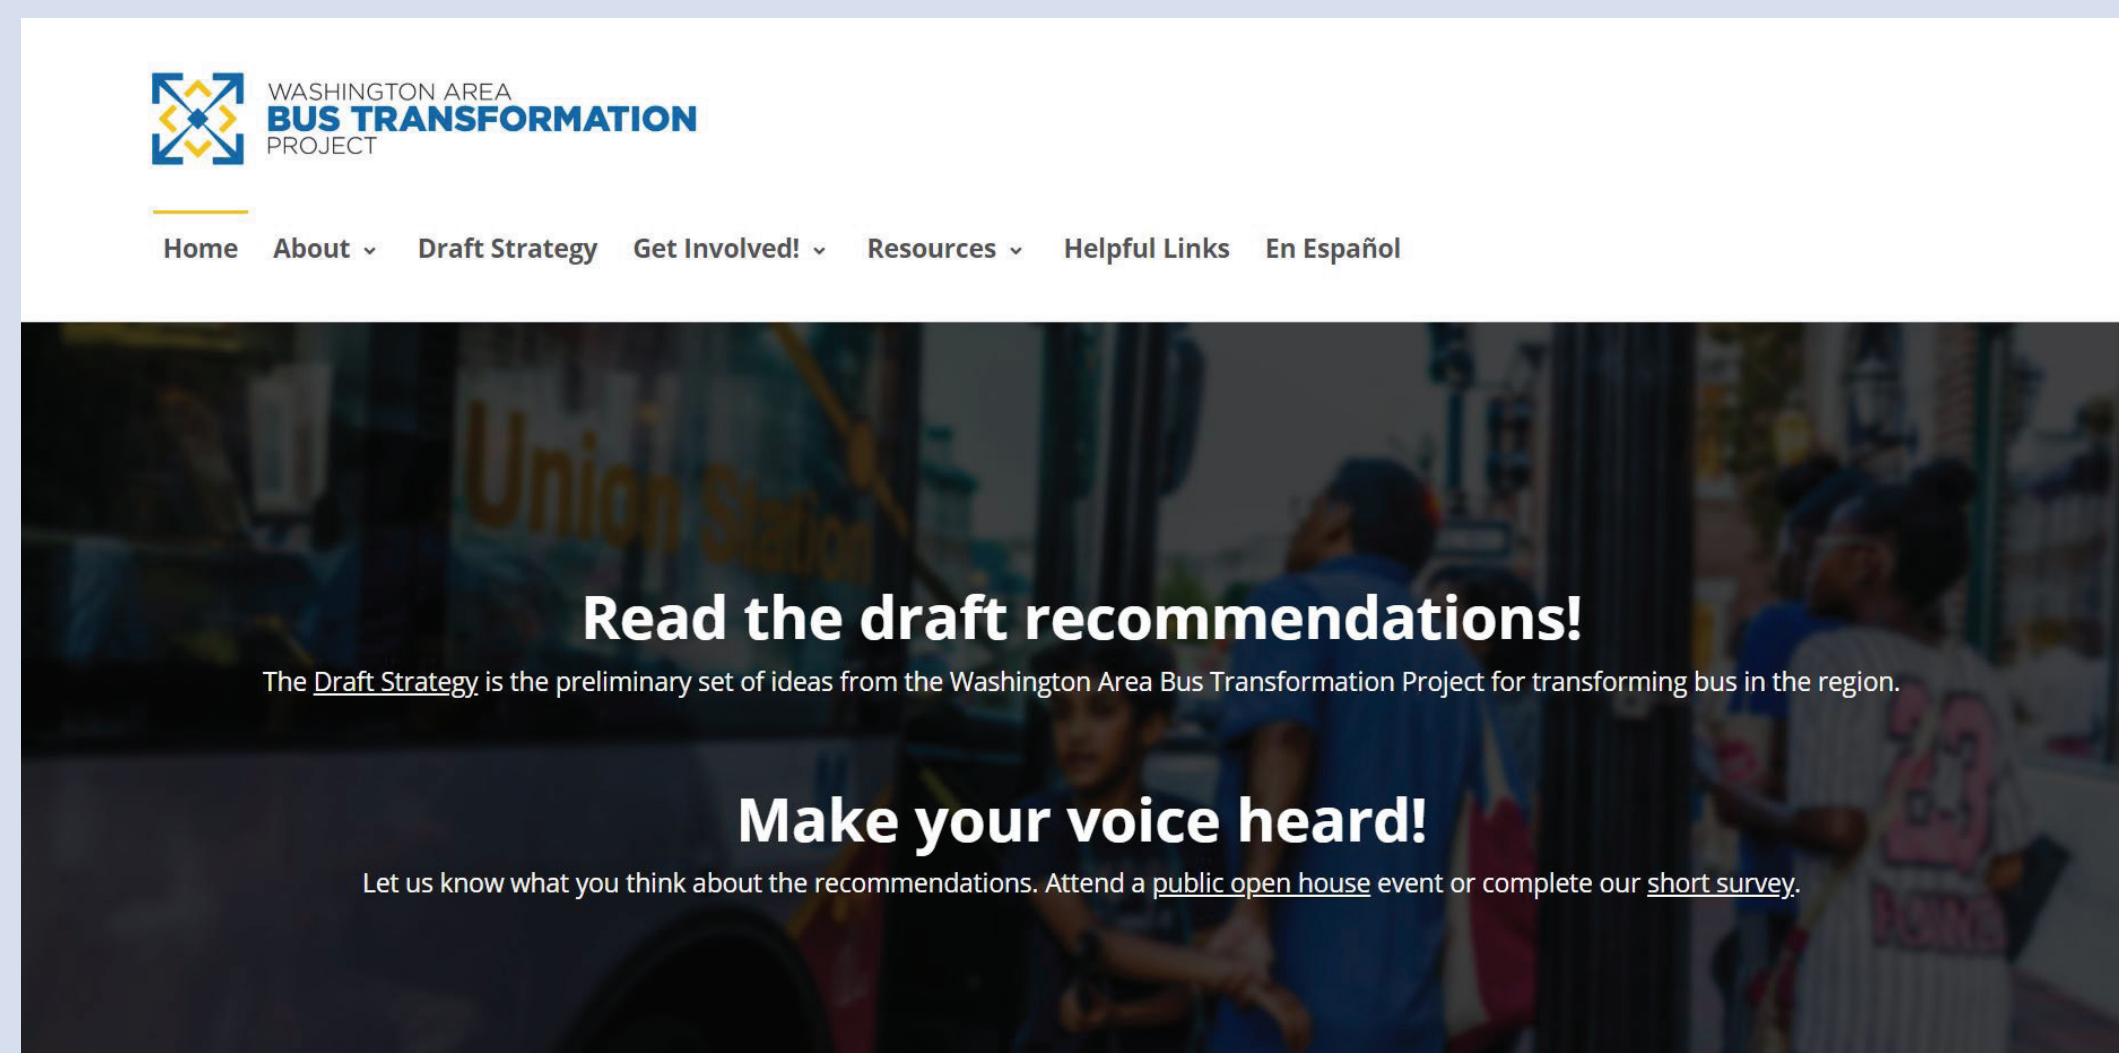 WASHINGTON AREA
BUS TRANSFORMATION
PROJECT
Home About Draft Strategy Get Involved! Resources Helpful Links En Español
Union Station
Read the draft recommendations!
The Draft Strategy is the preliminary set of ideas from the Washington Area Bus Transformation Project for transforming bus in the region.
Make your voice heard!
Let us know what you think about the recommendations. Attend a public open house event or complete our short survey.
23